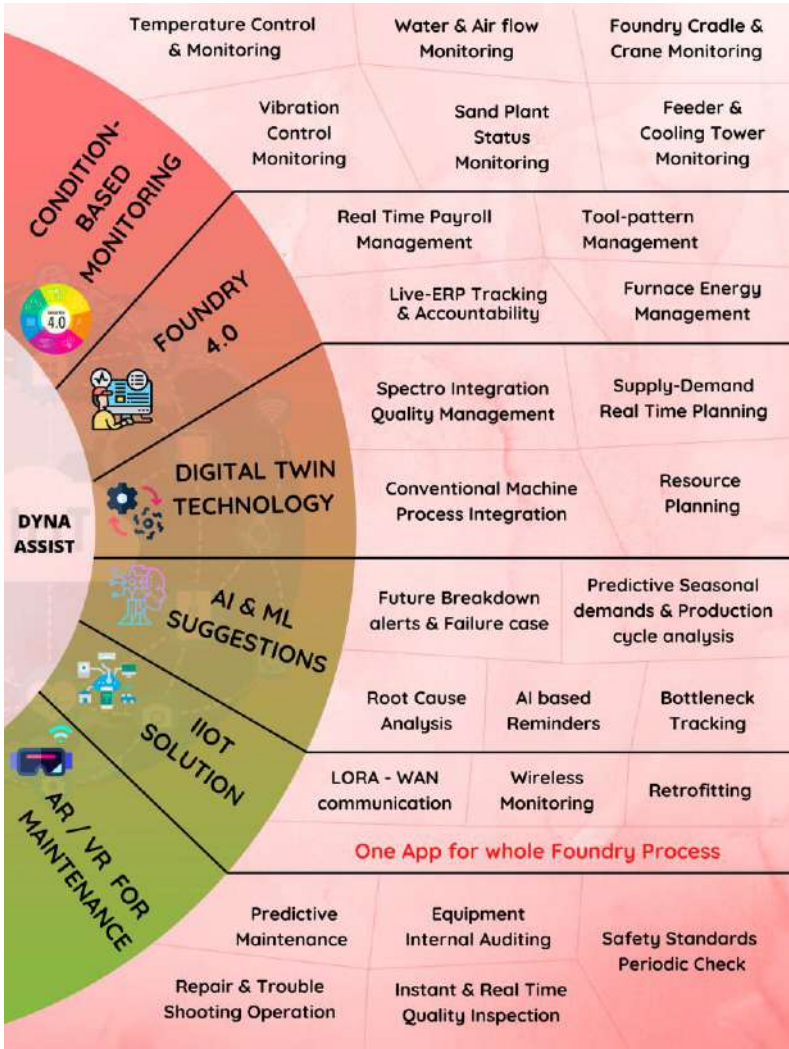 Temperature Control
& Monitoring
Water & Air flow
Monitoring
Foundry Cradle &
Crane Monitoring
Vibration
Control
Monitoring
Sand Plant
Status
Monitoring
Feeder &
Cooling Tower
Monitoring
CONDITION-
BASED
MONITORING
4.0
Real Time Payroll
Management
Tool-pattern
Management
Live-ERP Tracking
& Accountability
Furnace Energy
Management
FOUNDRY
4.0
Spectro Integration
Quality Management
Supply-Demand
Real Time Planning
Conventional Machine
Process Integration
Resource
Planning
DIGITAL TWIN
TECHNOLOGY
DYNA
ASSIST
AI & ML
SUGGESTIONS
Future Breakdown
alerts & Failure case
Predictive Seasonal
demands & Production
cycle analysis
Root Cause
Analysis
AI based
Reminders
Bottleneck
Tracking
IIOT
SOLUTION
LORA - WAN
communication
Wireless
Monitoring
Retrofitting
One App for whole Foundry Process
AR / VR FOR
MAINTENANCE
Predictive
Maintenance
Equipment
Internal Auditing
Safety Standards
Periodic Check
Repair & Trouble
Shooting Operation
Instant & Real Time
Quality Inspection